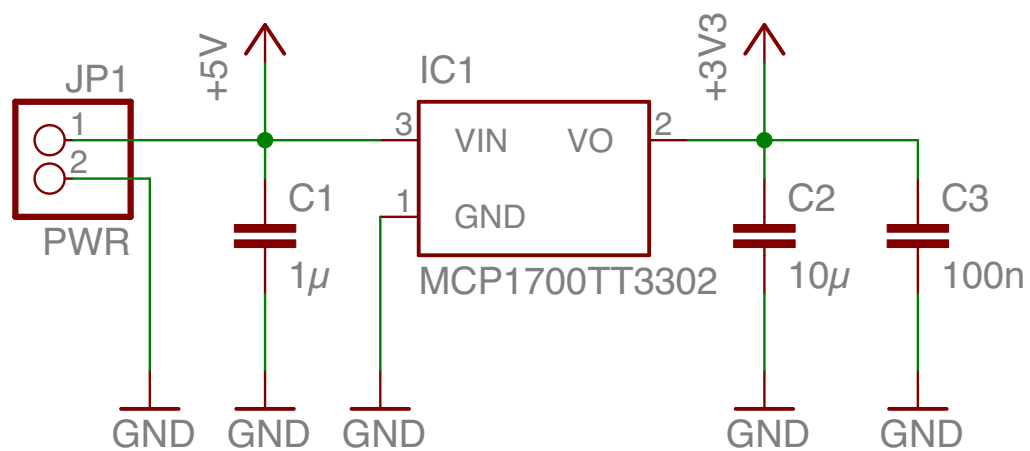 JP1
1
2
PWR
+5V
C1
1µ
IC1
3
VIN
VO
2
1
GND
MCP1700TT3302
+3V3
C2
10µ
C3
100n
GND
GND
GND
GND
GND